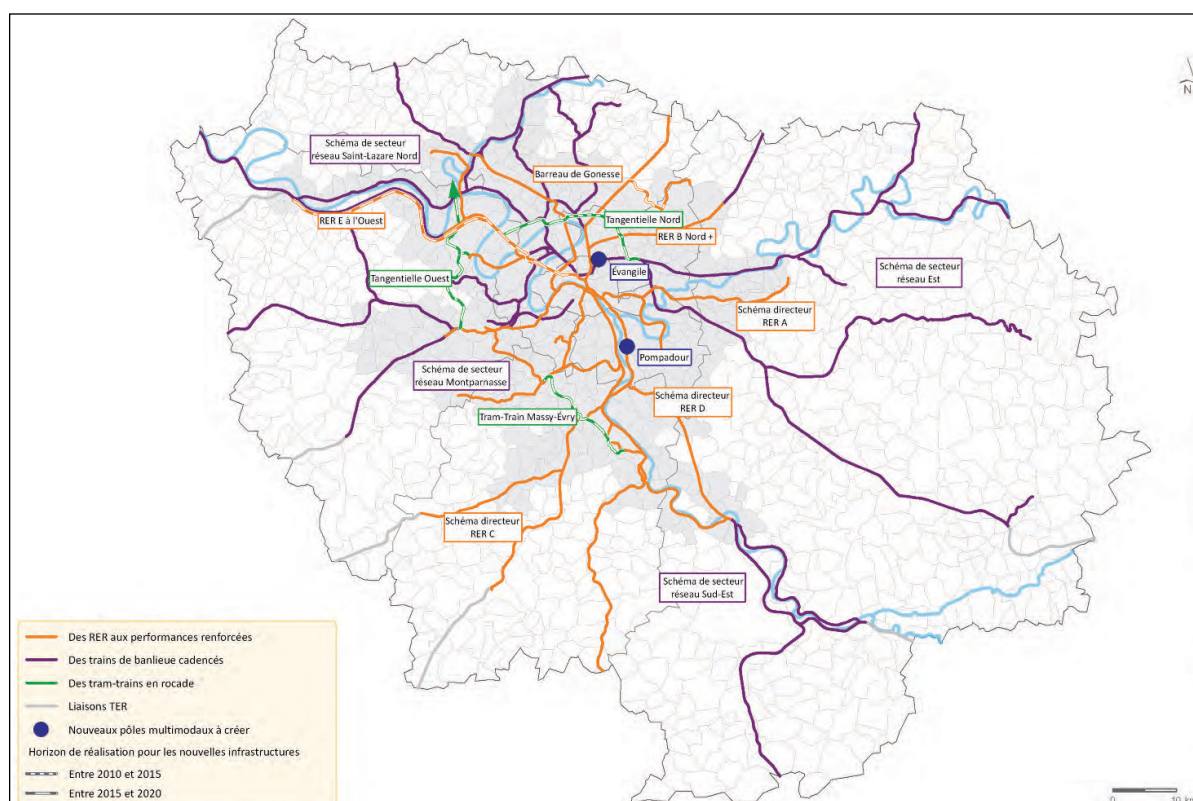 N
Schéma de secteur
réseau Saint-Lazare Nord
Barreau de Gonesse
RER E à l'Ouest
Tangentielle Nord
RER B Nord +
Évangile
Schéma de secteur
réseau Est
Tangentielle Ouest
Schéma directeur
RER A
Pompadour
Schéma de secteur
réseau Montparnasse
Schéma directeur
RER D
Tram-Train Massy-Évry
Schéma directeur
RER C
Schéma de secteur
réseau Sud-Est
Des RER aux performances renforcées
Des trains de banlieue cadencés
Des tram-trains en rocade
Liaisons TER
Nouveaux pôles multimodaux à créer
Horizon de réalisation pour les nouvelles infrastructures
Entre 2010 et 2015
Entre 2015 et 2020
0 10